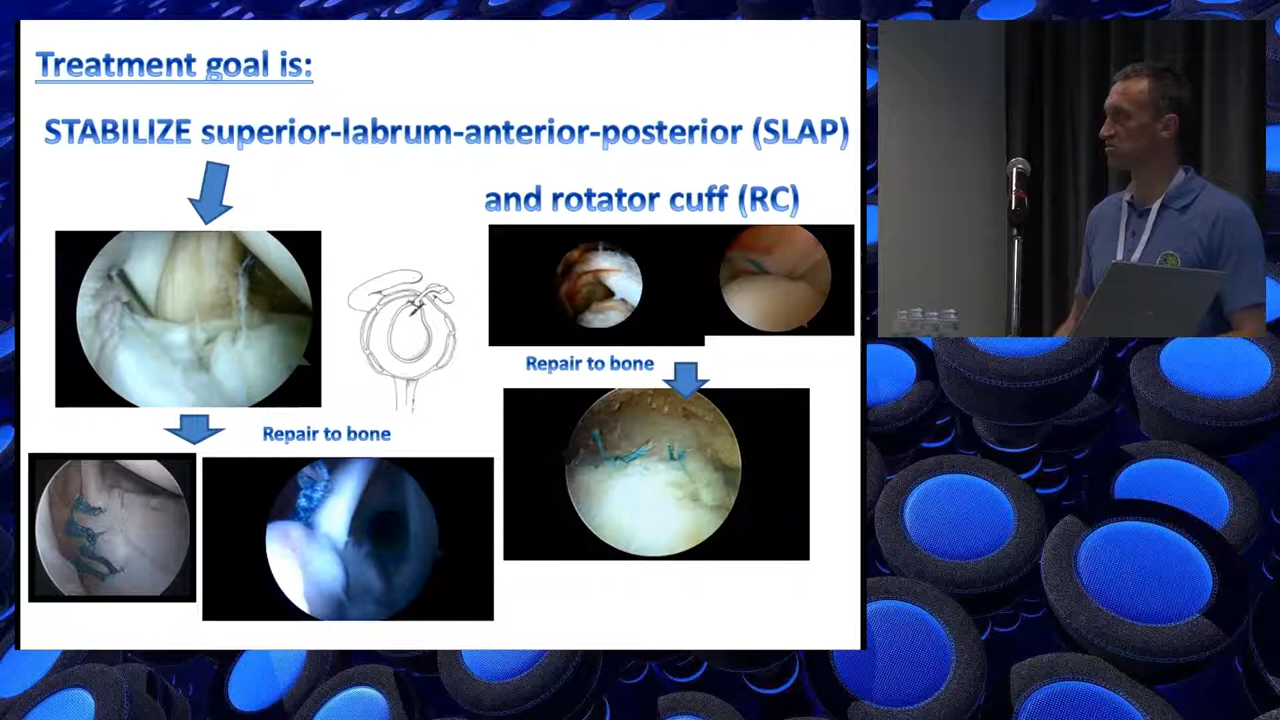 Treatment goal is:
STABILIZE superior-labrum-anterior-posterior (SLAP)
and rotator cuff (RC)
Repair to bone
Repair to bone